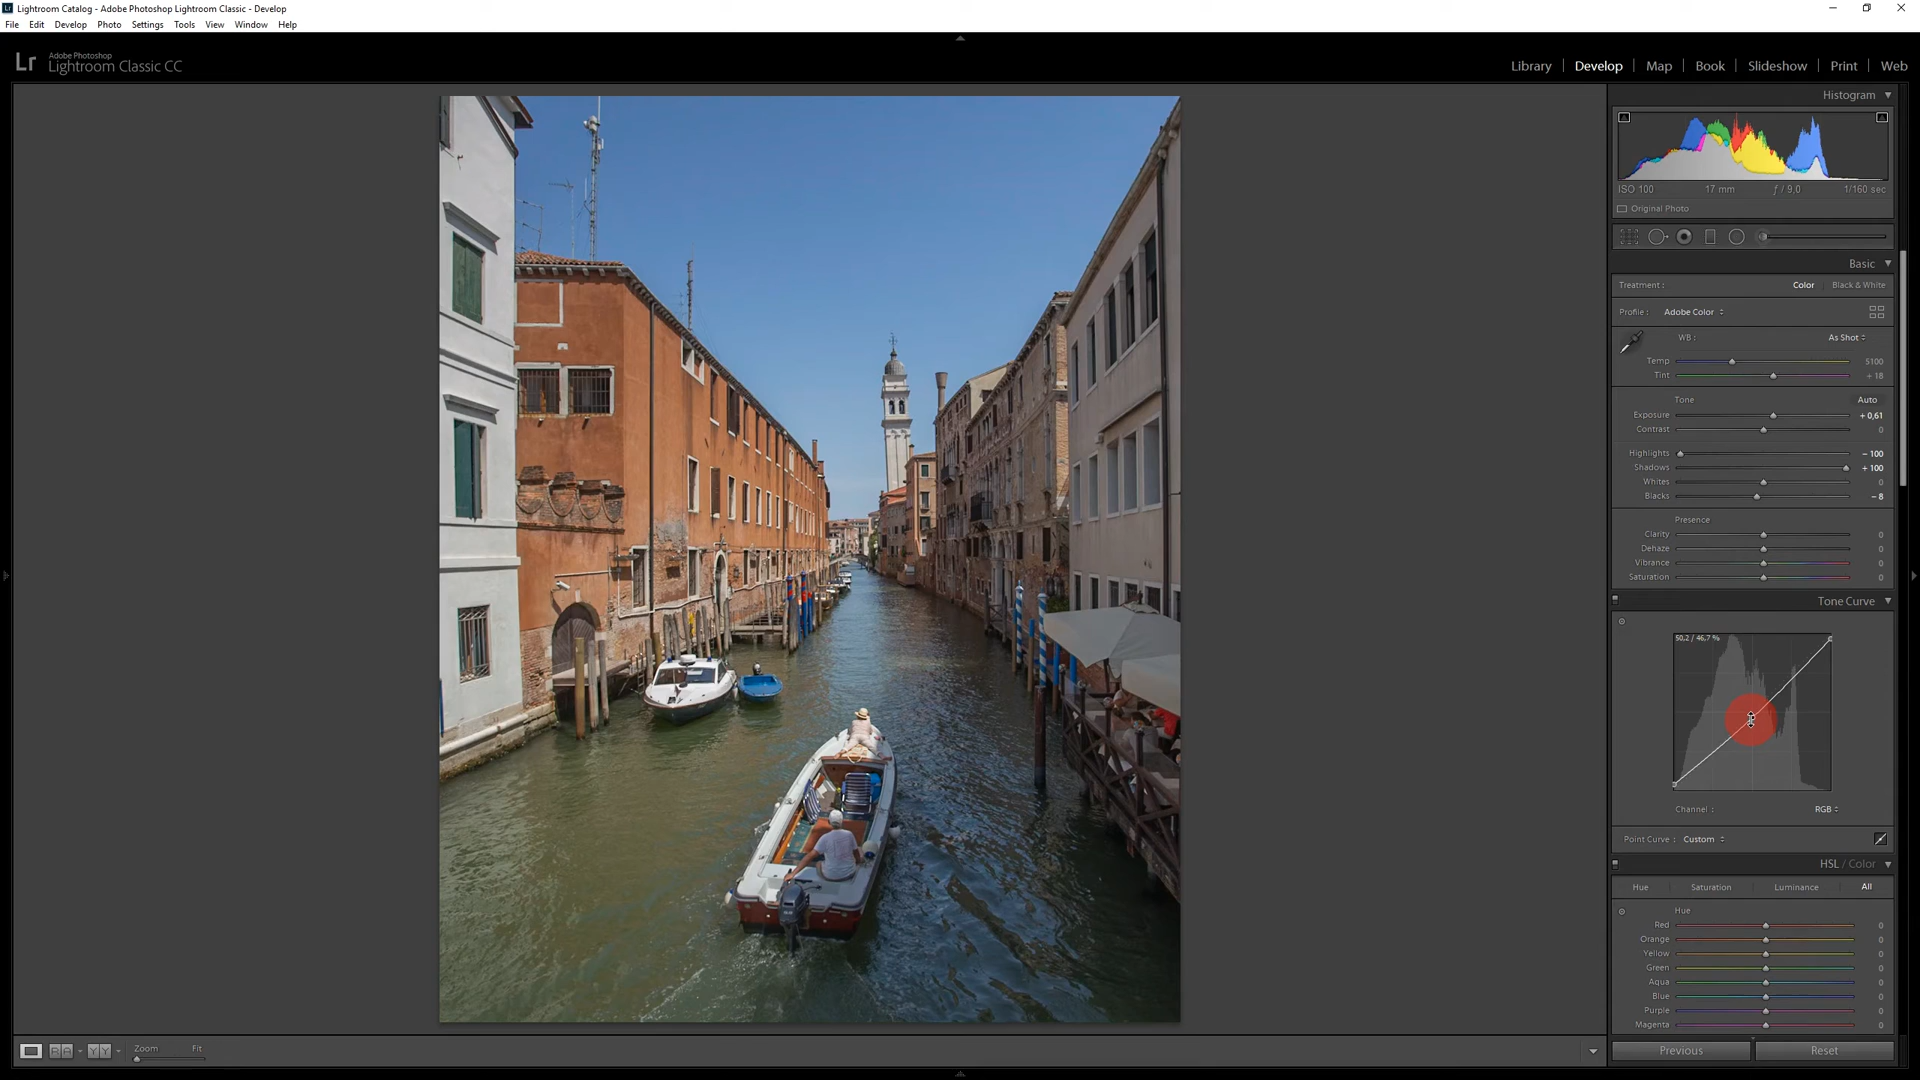 Lightroom Catalog - Adobe Photoshop Lightroom Classic - Develop
File Edit Develop Photo Settings Tools View Window Help
Lr Adobe Photoshop
Lightroom Classic CC
Library Develop Map Book Slideshow Print Web
Histogram
ISO 100 17 mm ƒ / 9,0 1/160 sec
Original Photo
Basic
Treatment : Color Black & White
Profile : Adobe Color
WB : As Shot
Temp 5100
Tint + 18
Tone Auto
Exposure + 0,61
Contrast 0
Highlights – 100
Shadows + 100
Whites 0
Blacks – 8
Presence
Clarity 0
Dehaze 0
Vibrance 0
Saturation 0
Tone Curve
50,2 / 46,7 %
Channel : RGB
Point Curve : Custom
HSL / Color
Hue Saturation Luminance All
Hue
Red 0
Orange 0
Yellow 0
Green 0
Aqua 0
Blue 0
Purple 0
Magenta 0
Zoom Fit
Previous Reset